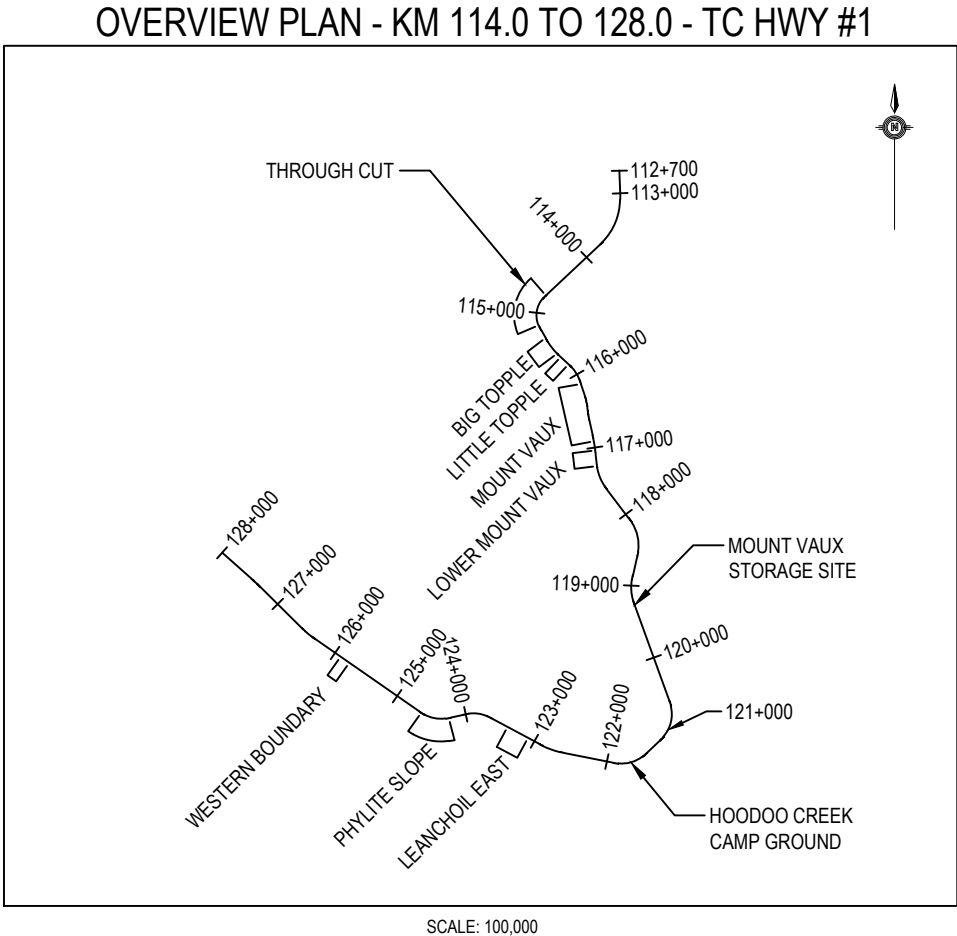 OVERVIEW PLAN - KM 114.0 TO 128.0 - TC HWY #1
N
THROUGH CUT
112+700
113+000
114+000
115+000
116+000
BIG TOPPLE
LITTLE TOPPLE
MOUNT VAUX
117+000
LOWER MOUNT VAUX
118+000
MOUNT VAUX
STORAGE SITE
119+000
120+000
121+000
128+000
127+000
126+000
125+000
124+000
123+000
122+000
WESTERN BOUNDARY
PHYLITE SLOPE
LEANCHOIL EAST
HOODOO CREEK
CAMP GROUND
SCALE: 100,000